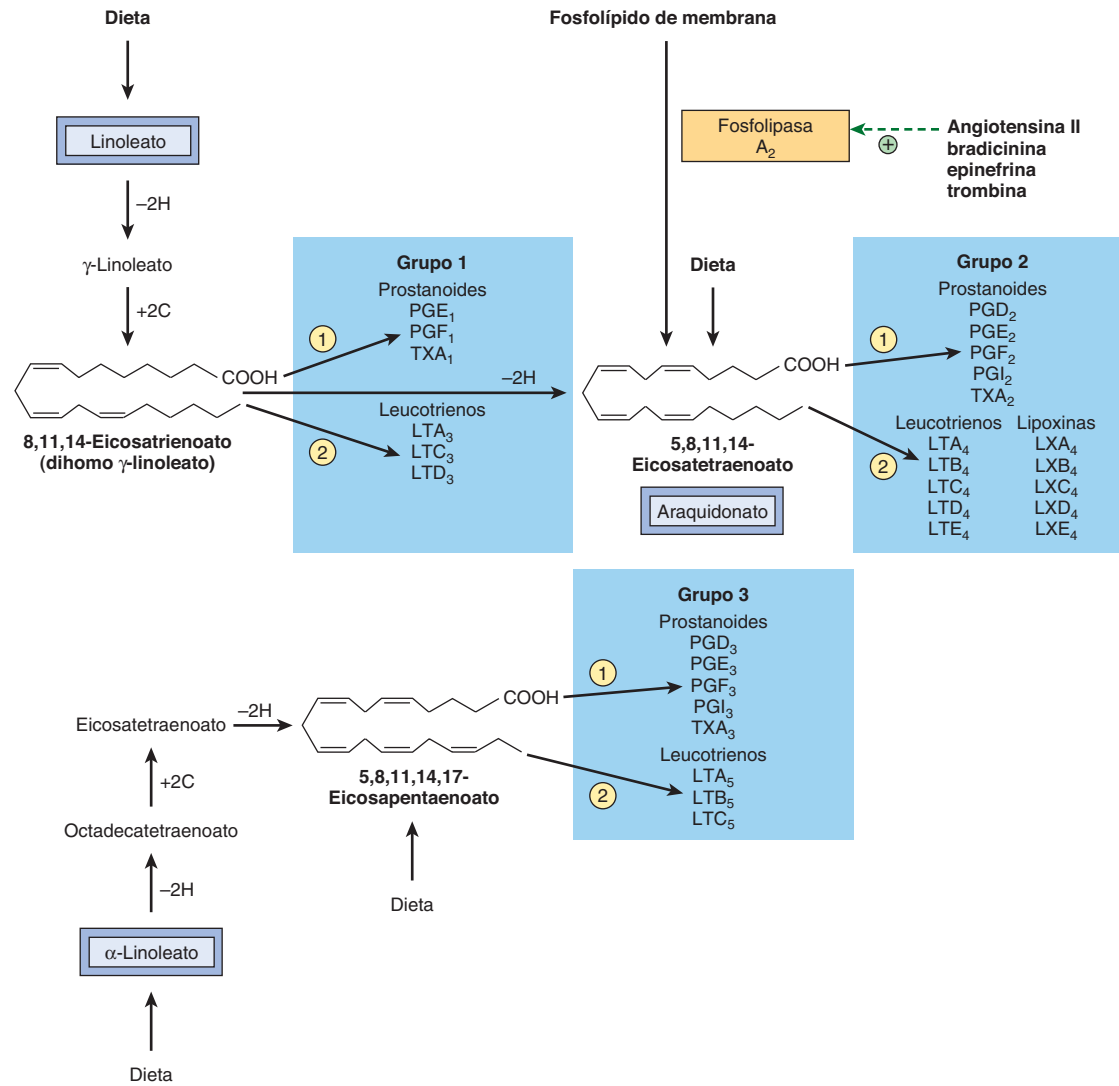 Dieta
Linoleato
–2H
γ-Linoleato
+2C
COOH
8,11,14-Eicosatrienoato
(dihomo γ-linoleato)
Grupo 1
Prostanoides
PGE₁
PGF₁
TXA₁
1
–2H
Leucotrienos
LTA₃
LTC₃
LTD₃
2
Fosfolípido de membrana
Fosfolipasa
A₂
+
Angiotensina II
bradicinina
epinefrina
trombina
Dieta
COOH
5,8,11,14-
Eicosatetraenoato
Araquidonato
Grupo 2
Prostanoides
PGD₂
PGE₂
PGF₂
PGI₂
TXA₂
1
Leucotrienos Lipoxinas
LTA₄ LXA₄
LTB₄ LXB₄
LTC₄ LXC₄
LTD₄ LXD₄
LTE₄ LXE₄
2
Grupo 3
Prostanoides
PGD₃
PGE₃
PGF₃
PGI₃
TXA₃
1
Leucotrienos
LTA₅
LTB₅
LTC₅
2
COOH
5,8,11,14,17-
Eicosapentaenoato
Dieta
Eicosatetraenoato
–2H
+2C
Octadecatetraenoato
–2H
α-Linoleato
Dieta